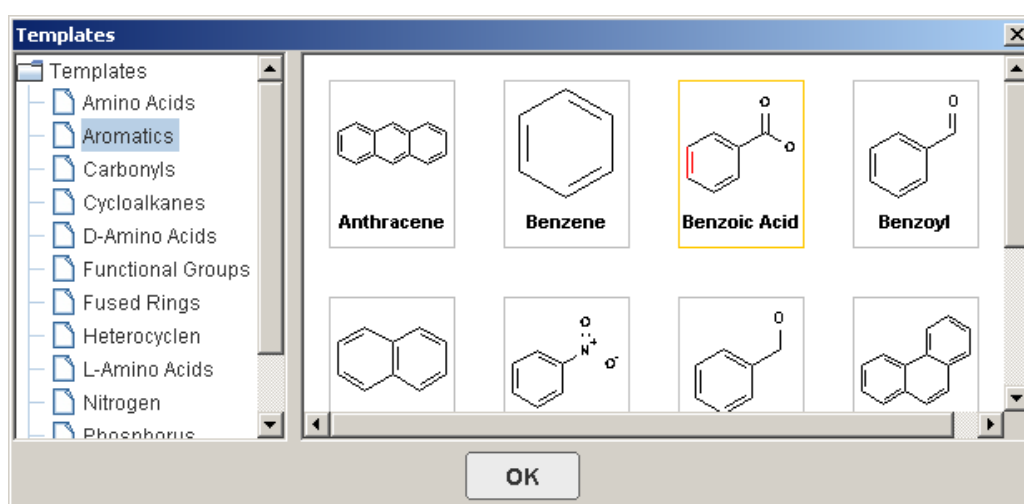 Templates
Templates
Amino Acids
Aromatics
Carbonyls
Cycloalkanes
D-Amino Acids
Functional Groups
Fused Rings
Heterocyclen
L-Amino Acids
Nitrogen
Phosphorus
O
O
O
Anthracene
Benzene
Benzoic Acid
Benzoyl
O
N+
O-
O
OK